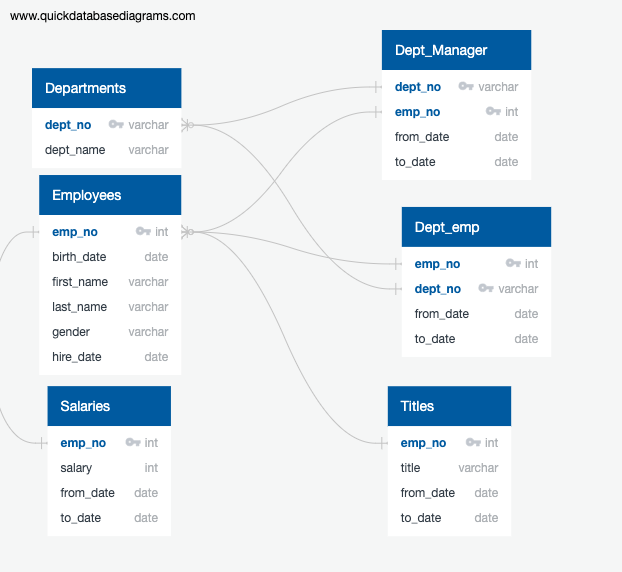 www.quickdatabasediagrams.com
Departments
dept_no varchar
dept_name varchar
Employees
emp_no int
birth_date date
first_name varchar
last_name varchar
gender varchar
hire_date date
Salaries
emp_no int
salary int
from_date date
to_date date
Dept_Manager
dept_no varchar
emp_no int
from_date date
to_date date
Dept_emp
emp_no int
dept_no varchar
from_date date
to_date date
Titles
emp_no int
title varchar
from_date date
to_date date